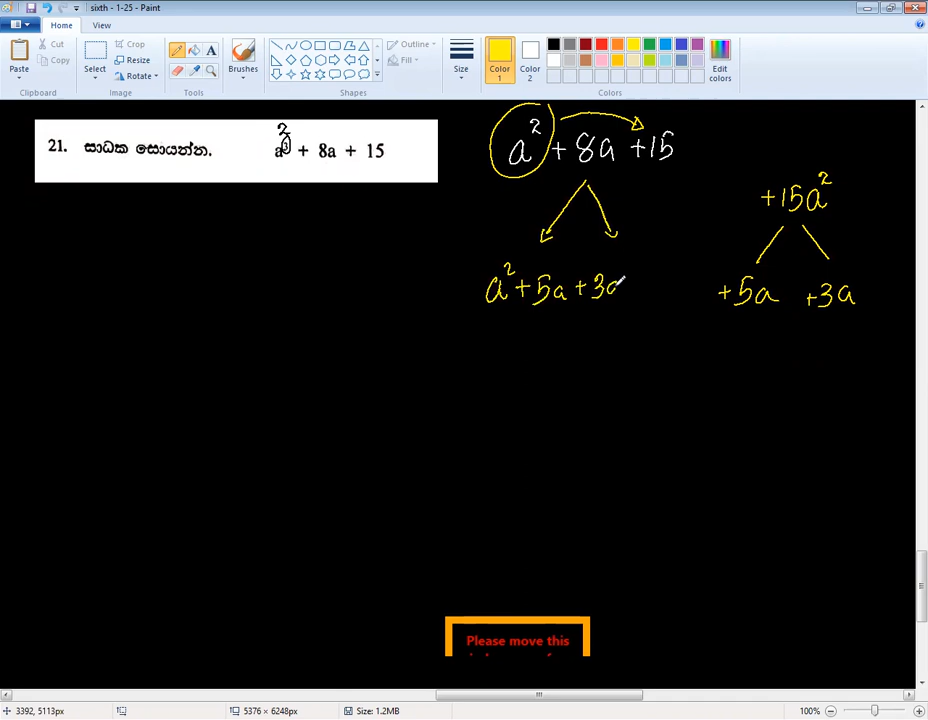 sixth - 1-25 - Paint
Home View
Paste
Cut
Copy
Clipboard
Select
Crop
Resize
Rotate
Image
Tools
Brushes
Shapes
Outline
Fill
Size
Color 1
Color 2
Edit colors
Colors
21. සාධක සොයන්න. a² + 8a + 15
a² + 8a +15
+15a²
a² + 5a + 3a
+5a +3a
Please move this
3392, 5113px
5376 × 6248px
Size: 1.2MB
100%